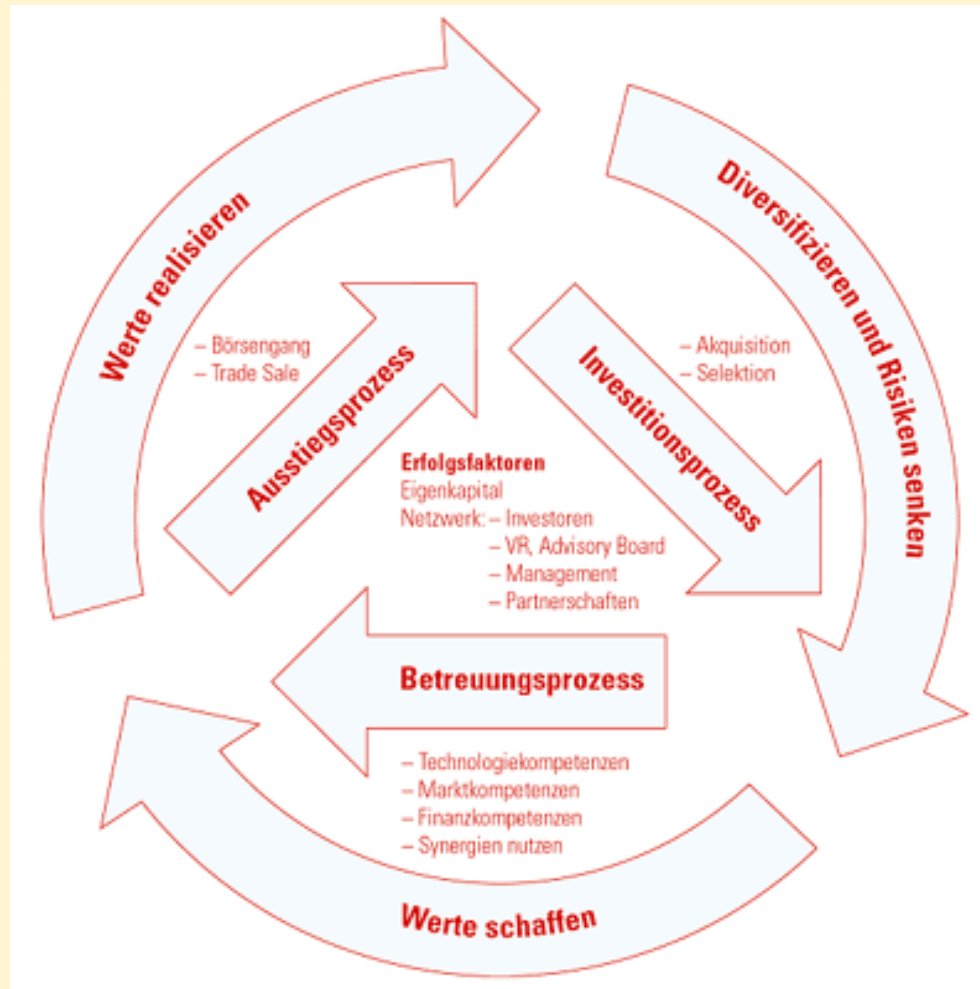 Werte realisieren
Diversifizieren und Risiken senken
– Börsengang
– Trade Sale
Ausstiegsprozess
Investitionsprozess
– Akquisition
– Selektion
Erfolgsfaktoren
Eigenkapital
Netzwerk: – Investoren
– VR, Advisory Board
– Management
– Partnerschaften
Betreuungsprozess
– Technologiekompetenzen
– Marktkompetenzen
– Finanzkompetenzen
– Synergien nutzen
Werte schaffen